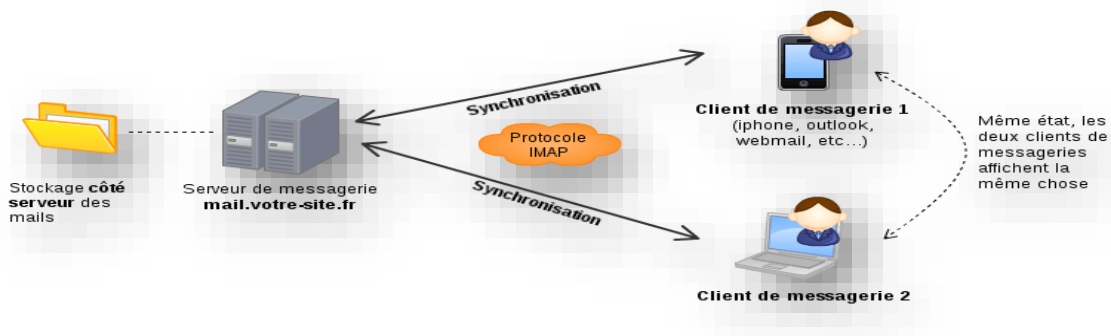 Stockage côté
serveur des
mails
Serveur de messagerie
mail.votre-site.fr
Synchronisation
Protocole
IMAP
Synchronisation
Client de messagerie 1
(iphone, outlook,
webmail, etc...)
Même état, les
deux clients de
messageries
affichent la
même chose
Client de messagerie 2